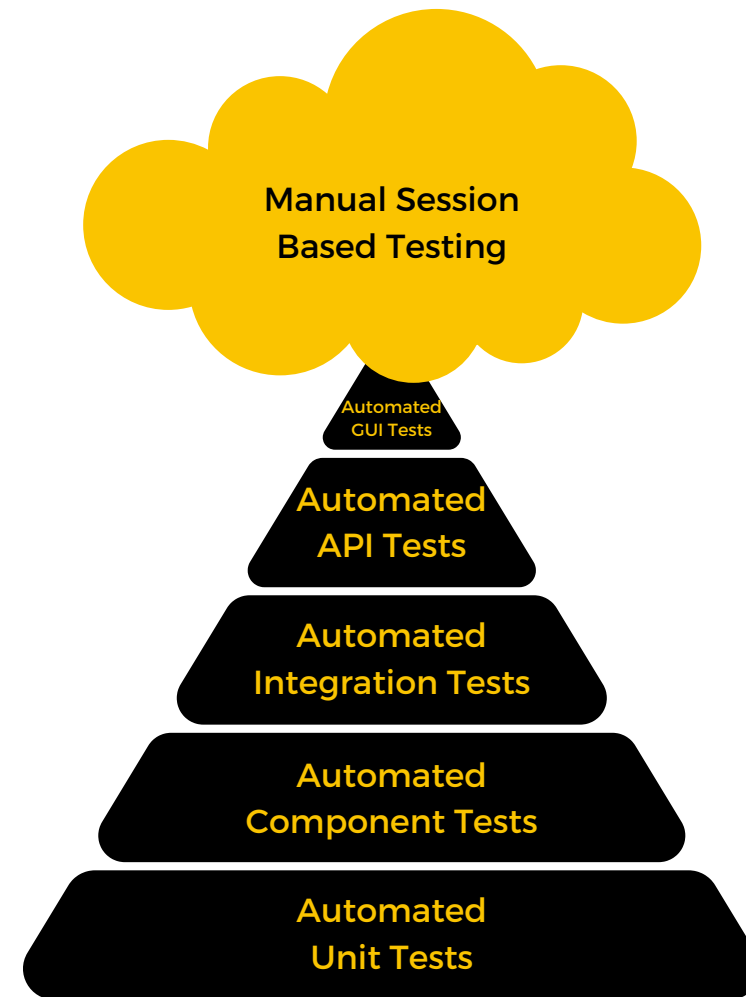 Manual Session
Based Testing
Automated
GUI Tests
Automated
API Tests
Automated
Integration Tests
Automated
Component Tests
Automated
Unit Tests